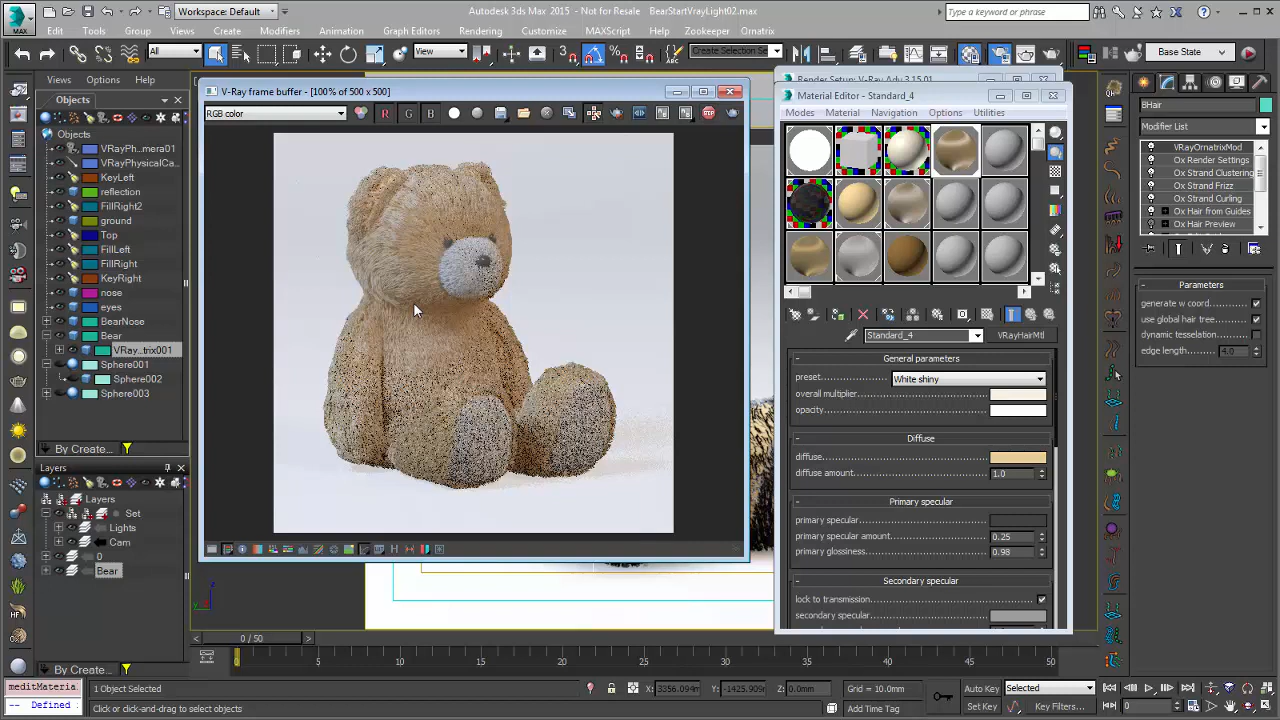 Workspace: Default
Autodesk 3ds Max 2015 - Not for Resale
BearStartVrayLight02.max
Type a keyword or phrase
MAX
Edit
Tools
Group
Views
Create
Modifiers
Animation
Graph Editors
Rendering
Customize
MAXScript
Help
Zookeeper
Ornatrix
All
View
Create Selection Se
Base State
Views
Options
Help
Objects
Objects
VRayPh...mera01
VRayPhysicalCa...
KeyLeft
reflection
FillRight2
ground
Top
FillLeft
FillRight
KeyRight
nose
eyes
BearNose
Bear
VRay...trix001
Sphere001
Sphere002
Sphere003
By Create...
Layers
Layers
Set
Lights
Cam
0
Bear
By Create...
V-Ray frame buffer - [100% of 500 x 500]
RGB color
R
G
B
Render Setup: V-Ray Adv 3.15.01
Material Editor - Standard_4
Modes
Material
Navigation
Options
Utilities
Standard_4
VRayHairMtl
General parameters
preset
White shiny
overall multiplier
opacity
Diffuse
diffuse
diffuse amount
1.0
Primary specular
primary specular
primary specular amount
0.25
primary glossiness
0.98
Secondary specular
lock to transmission
secondary specular
BHair
Modifier List
VRayOrnatrixMod
Ox Render Settings
Ox Strand Clustering
Ox Strand Frizz
Ox Strand Curling
Ox Hair from Guides
Ox Hair Preview
Parameters
generate w coord
use global hair tree
dynamic tesselation
edge length
4.0
0 / 50
0
5
10
15
20
25
30
35
40
45
50
meditMateria
-- Defined
1 Object Selected
Click or click-and-drag to select objects
X: 3356.094m
Y: -1425.909m
Z: 0.0mm
Grid = 10.0mm
Add Time Tag
Auto Key
Selected
Set Key
Key Filters...
0